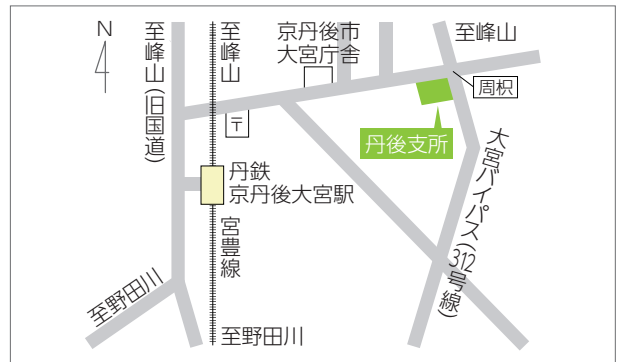 N
至峰山(旧国道)
至峰山
京丹後市
大宮庁舎
至峰山
周枳
〒
丹後支所
丹鉄
京丹後大宮駅
大宮バイパス(312号線)
宮豊線
至野田川
至野田川